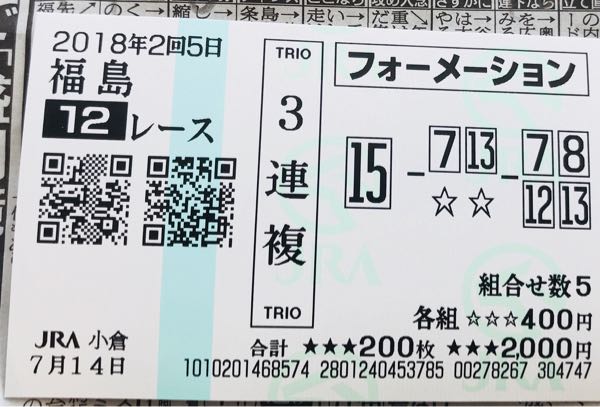 2018年2回5日
福島
12レース
JRA 小倉
7月14日
TRIO
3連複
TRIO
フォーメーション
15-7 13-7 8
☆☆ 12 13
組合せ数5
各組 ☆☆☆400円
合計 ★★★200枚 ★★★2,000円
1010201468574 2801240453785 00278267 304747